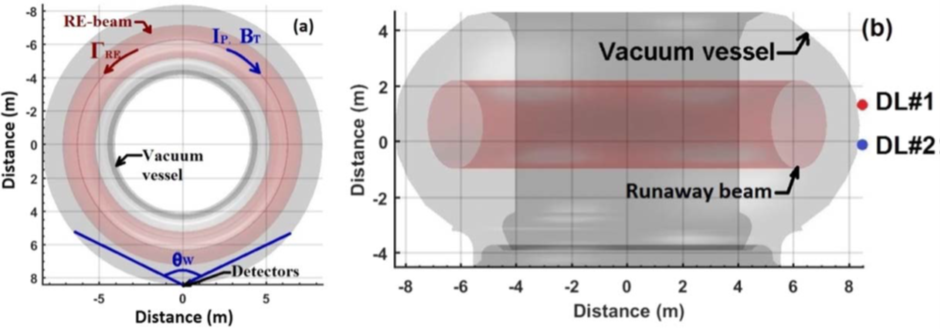 (a)
RE-beam
Γ_RE
I_P, B_T
-8
-6
-4
-2
0
2
4
6
8
Distance (m)
Vacuum
vessel
θ_W
Detectors
-5 0 5
Distance (m)
(b)
Vacuum vessel
DL#1
DL#2
Runaway beam
4
2
0
-2
-4
Distance (m)
-8 -6 -4 -2 0 2 4 6 8
Distance (m)